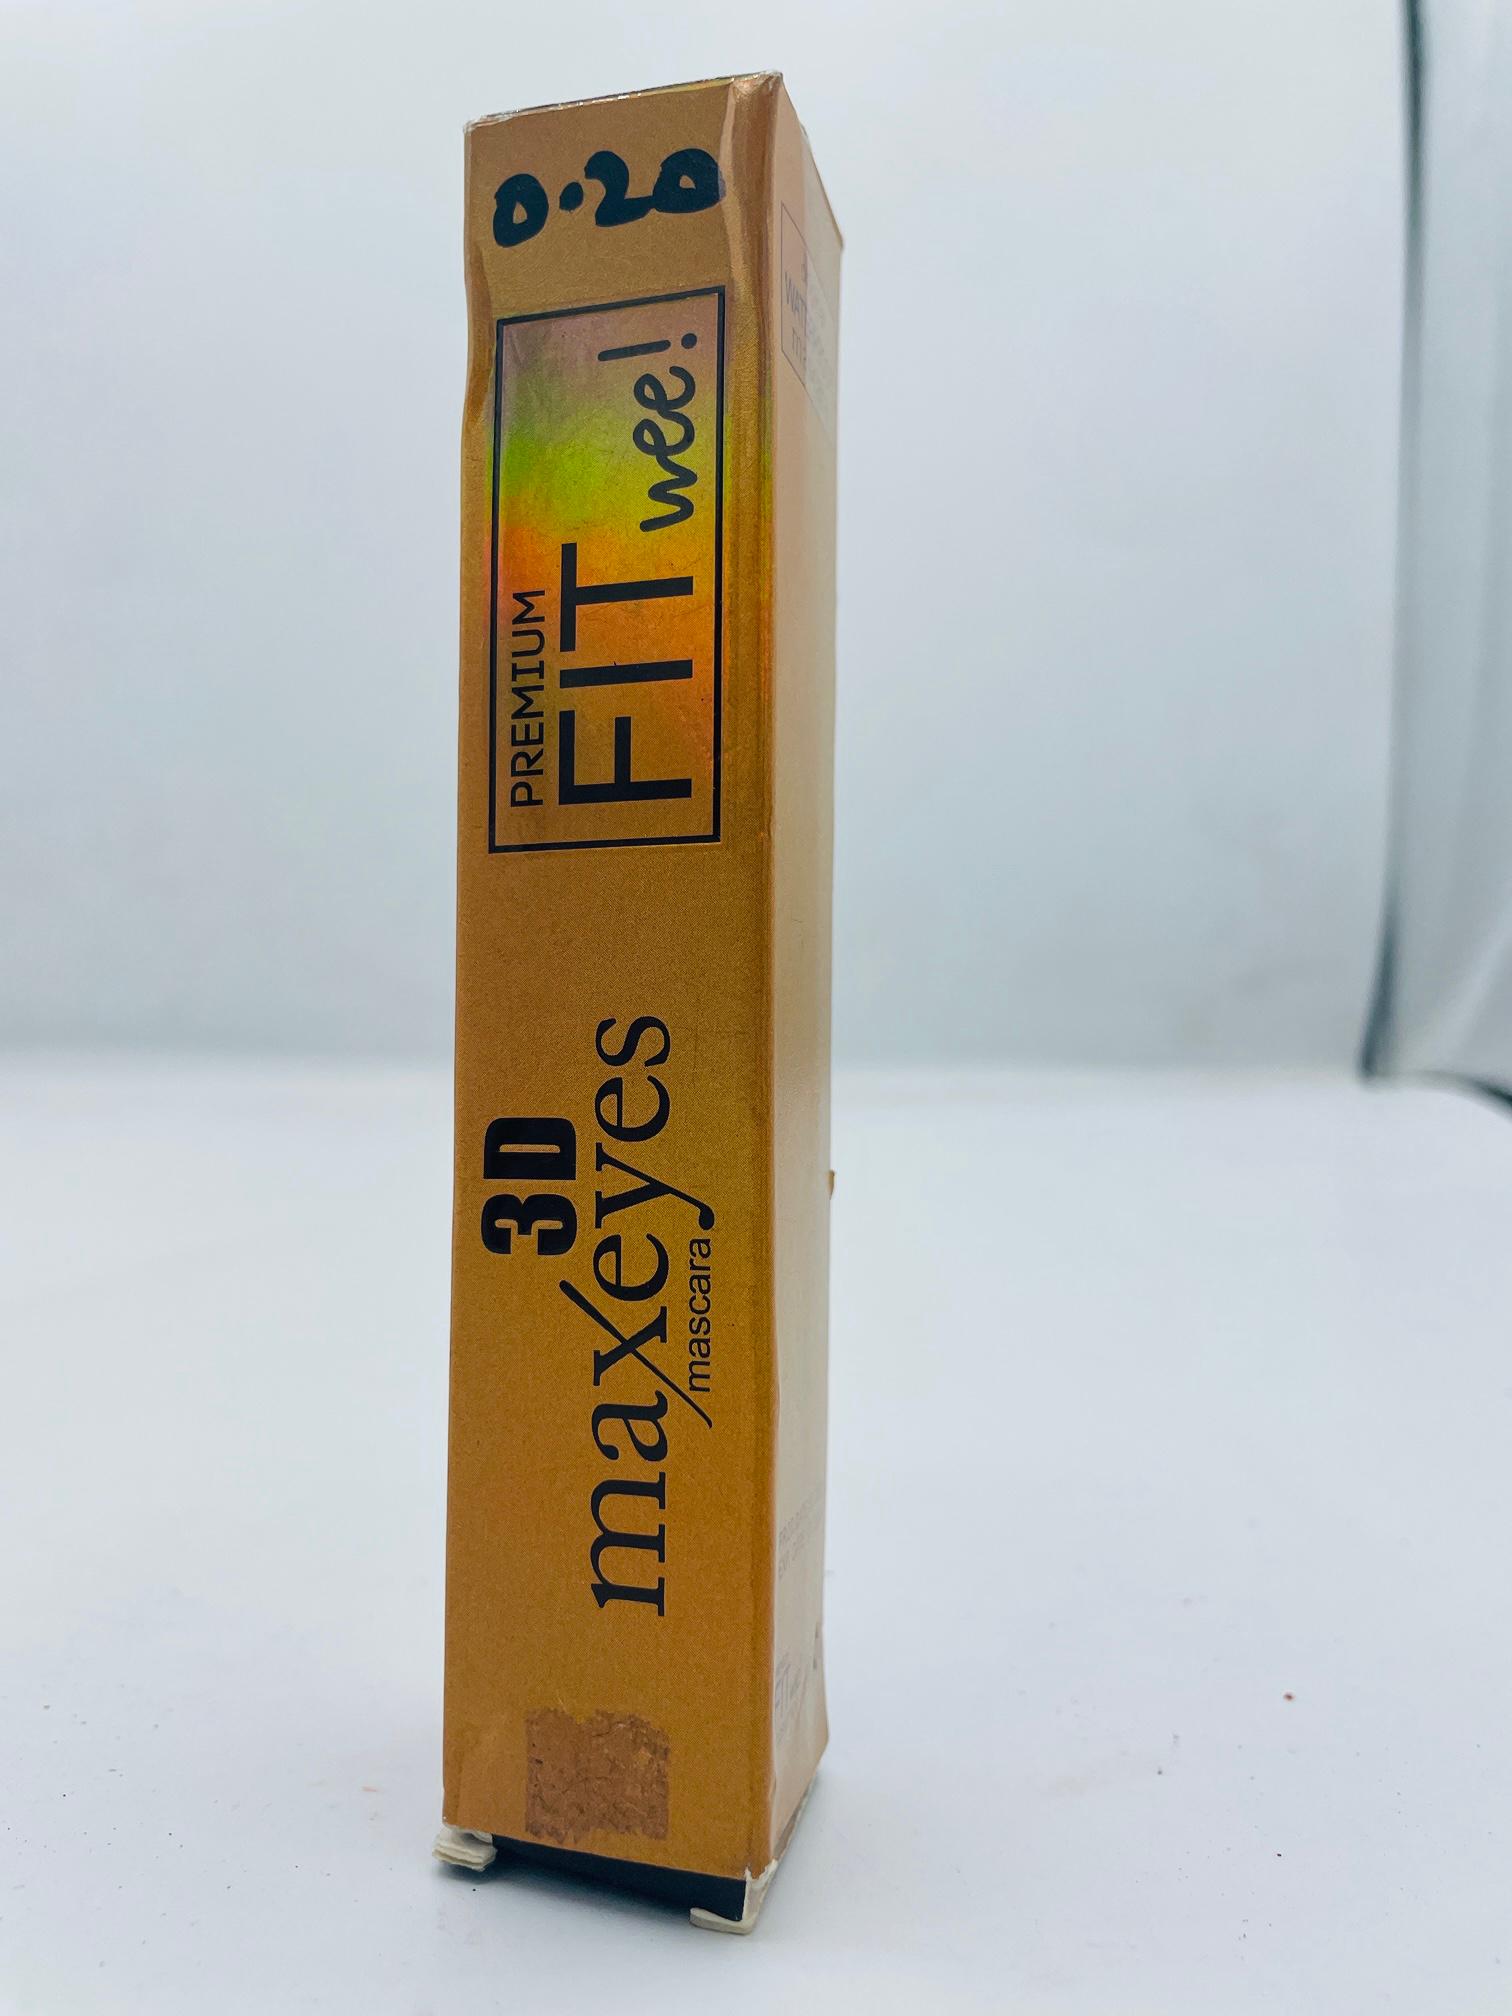 0.20
PREMIUM
FIT wee!
3D
maxeyes
mascara